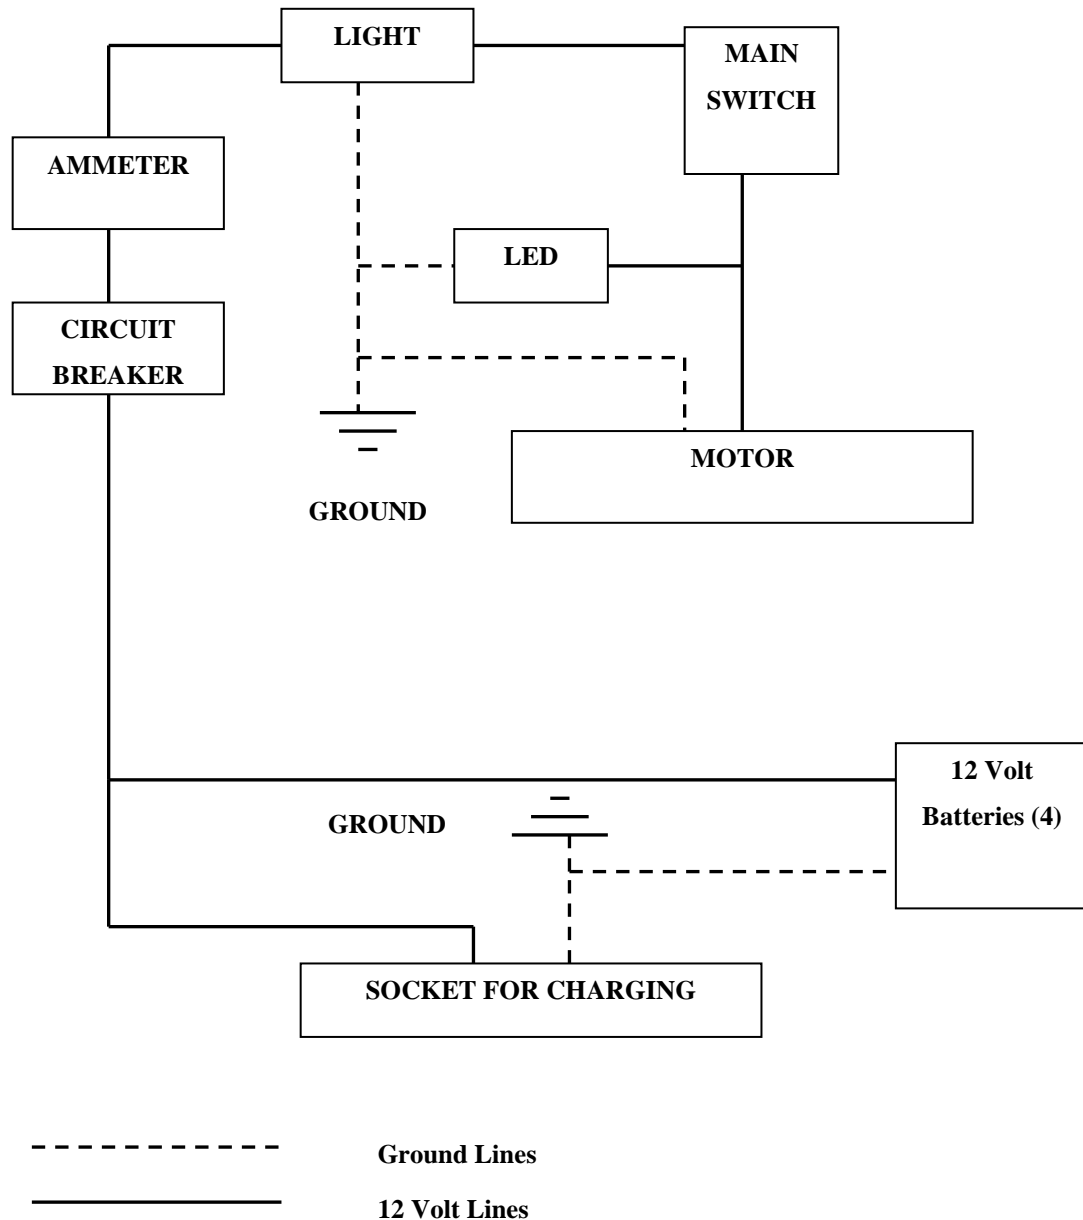 LIGHT
MAIN
SWITCH
AMMETER
LED
CIRCUIT
BREAKER
MOTOR
GROUND
12 Volt
Batteries (4)
GROUND
SOCKET FOR CHARGING
Ground Lines
12 Volt Lines